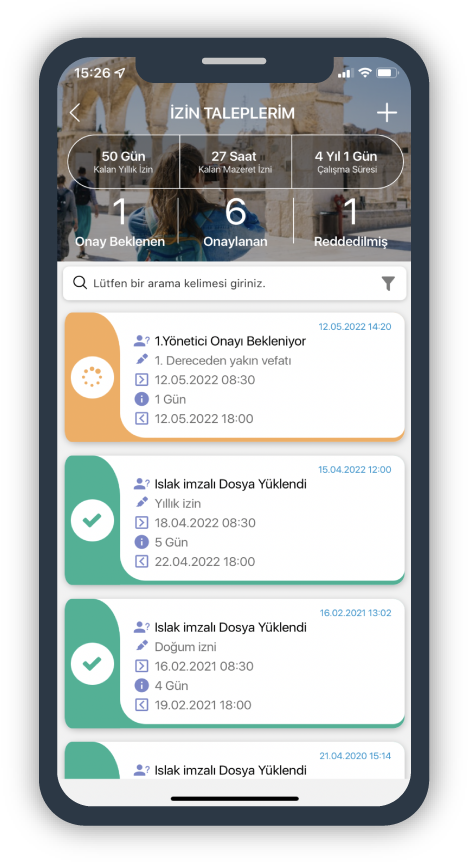 15:26
İZİN TALEPLERİM
50 Gün
Kalan Yıllık İzin
27 Saat
Kalan Mazeret İzni
4 Yıl 1 Gün
Çalışma Süresi
1
Onay Beklenen
6
Onaylanan
1
Reddedilmiş
Lütfen bir arama kelimesi giriniz.
12.05.2022 14:20
1.Yönetici Onayı Bekleniyor
1. Dereceden yakın vefatı
12.05.2022 08:30
1 Gün
12.05.2022 18:00
15.04.2022 12:00
Islak imzalı Dosya Yüklendi
Yıllık izin
18.04.2022 08:30
5 Gün
22.04.2022 18:00
16.02.2021 13:02
Islak imzalı Dosya Yüklendi
Doğum izni
16.02.2021 08:30
4 Gün
19.02.2021 18:00
21.04.2020 15:14
Islak imzalı Dosya Yüklendi